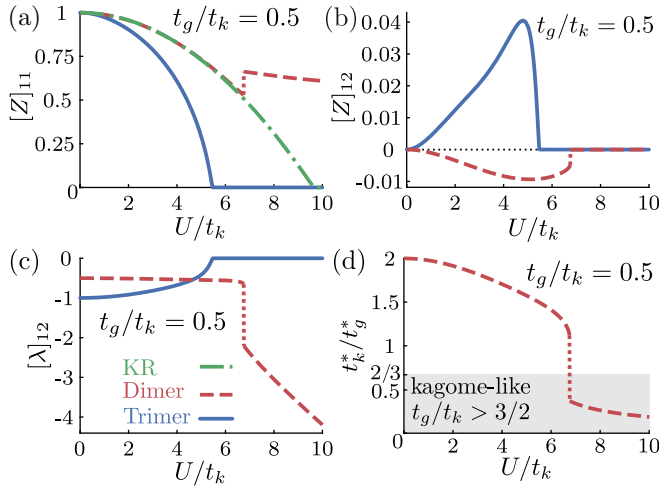 (a)
t_g/t_k = 0.5
[Z]_11
1
0.75
0.5
0.25
0
0 2 4 6 8 10
U/t_k
(b)
t_g/t_k = 0.5
[Z]_12
0.04
0.03
0.02
0.01
0
-0.01
0 2 4 6 8 10
U/t_k
(c)
t_g/t_k = 0.5
[λ]_12
0
-1
-2
-3
-4
KR
Dimer
Trimer
0 2 4 6 8 10
U/t_k
(d)
t_g/t_k = 0.5
t_k^*/t_g^*
2
1.5
1
2/3
0.5
kagome-like
t_g/t_k > 3/2
0 2 4 6 8 10
U/t_k